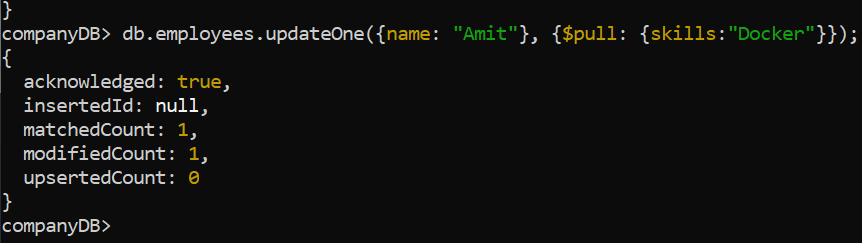 }
companyDB> db.employees.updateOne({name: "Amit"}, {$pull: {skills:"Docker"}});
{
  acknowledged: true,
  insertedId: null,
  matchedCount: 1,
  modifiedCount: 1,
  upsertedCount: 0
}
companyDB>